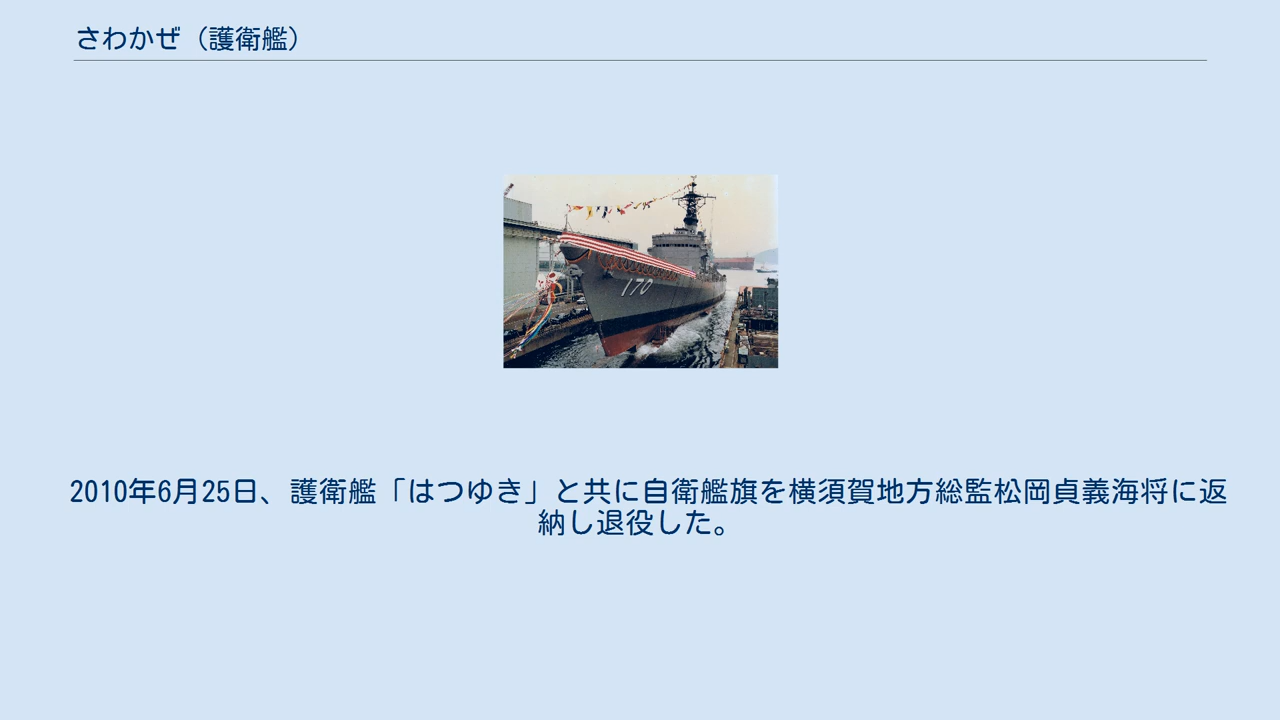 さわかぜ（護衛艦）
170
2010年6月25日、護衛艦「はつゆき」と共に自衛艦旗を横須賀地方総監松岡貞義海将に返
納し退役した。